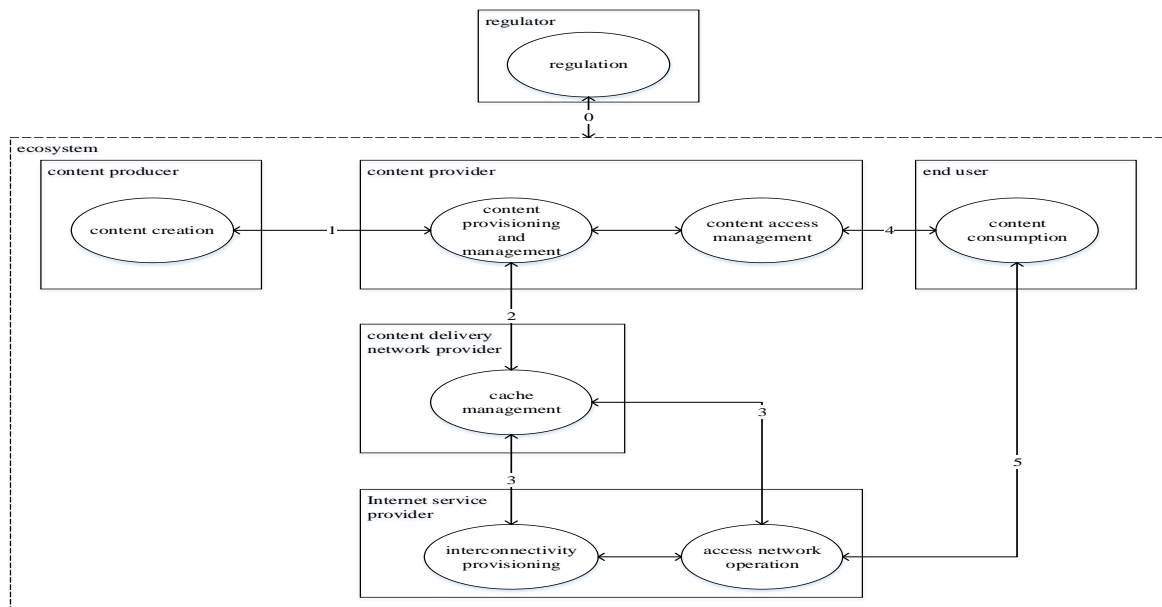 regulator
regulation
0
ecosystem
content producer
content creation
1
content provider
content
provisioning
and
management
content access
management
4
end user
content
consumption
2
content delivery
network provider
cache
management
3
3
5
Internet service
provider
interconnectivity
provisioning
access network
operation